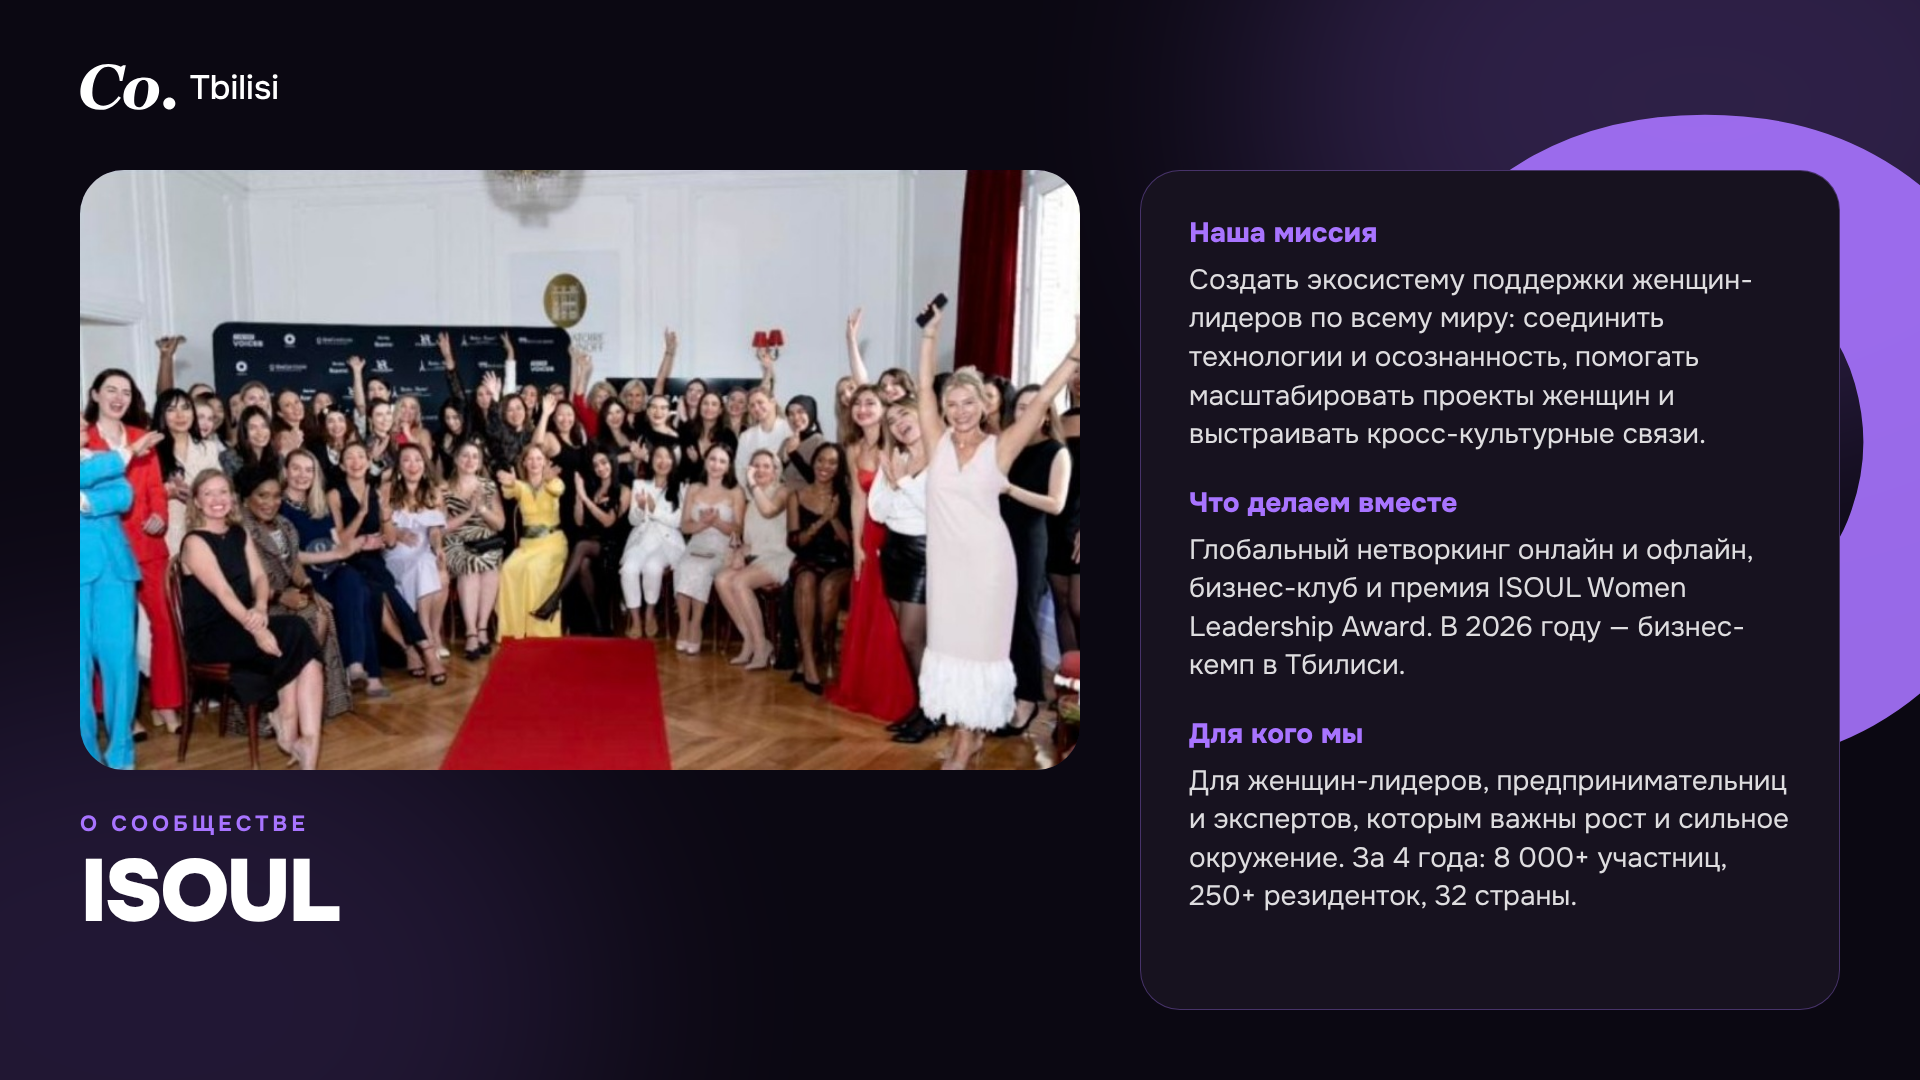 Co. Tbilisi
О СООБЩЕСТВЕ
ISOUL
Наша миссия
Создать экосистему поддержки женщин-
лидеров по всему миру: соединить
технологии и осознанность, помогать
масштабировать проекты женщин и
выстраивать кросс-культурные связи.
Что делаем вместе
Глобальный нетворкинг онлайн и офлайн,
бизнес-клуб и премия ISOUL Women
Leadership Award. В 2026 году — бизнес-
кемп в Тбилиси.
Для кого мы
Для женщин-лидеров, предпринимательниц
и экспертов, которым важны рост и сильное
окружение. За 4 года: 8 000+ участниц,
250+ резиденток, 32 страны.